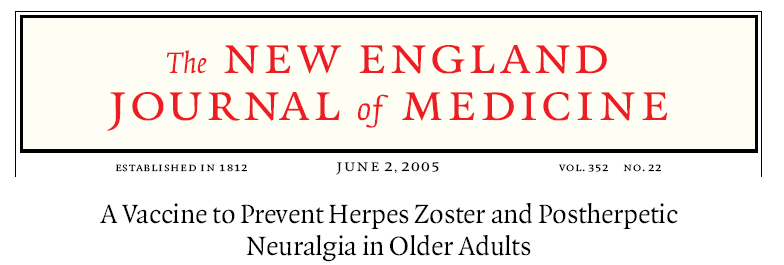 The NEW ENGLAND
JOURNAL of MEDICINE
ESTABLISHED IN 1812 JUNE 2, 2005 VOL. 352 NO. 22
A Vaccine to Prevent Herpes Zoster and Postherpetic
Neuralgia in Older Adults